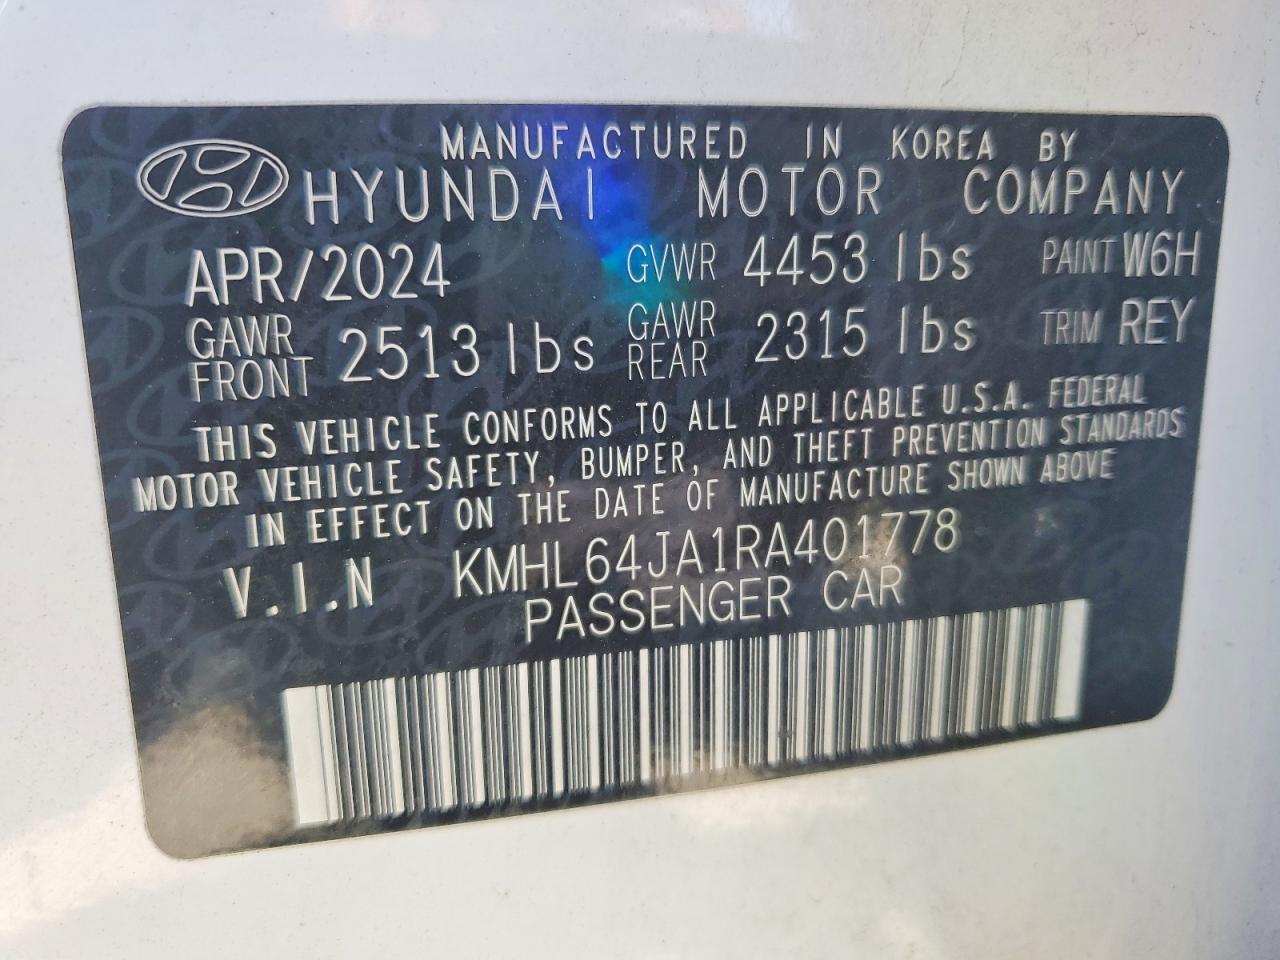 MANUFACTURED IN KOREA BY
HYUNDAI MOTOR COMPANY
APR/2024 GVWR 4453 lbs PAINT W6H
GAWR FRONT 2513 lbs GAWR REAR 2315 lbs TRIM REY
THIS VEHICLE CONFORMS TO ALL APPLICABLE U.S.A. FEDERAL
MOTOR VEHICLE SAFETY, BUMPER, AND THEFT PREVENTION STANDARDS
IN EFFECT ON THE DATE OF MANUFACTURE SHOWN ABOVE
V.I.N KMHL64JA1RA401778
PASSENGER CAR